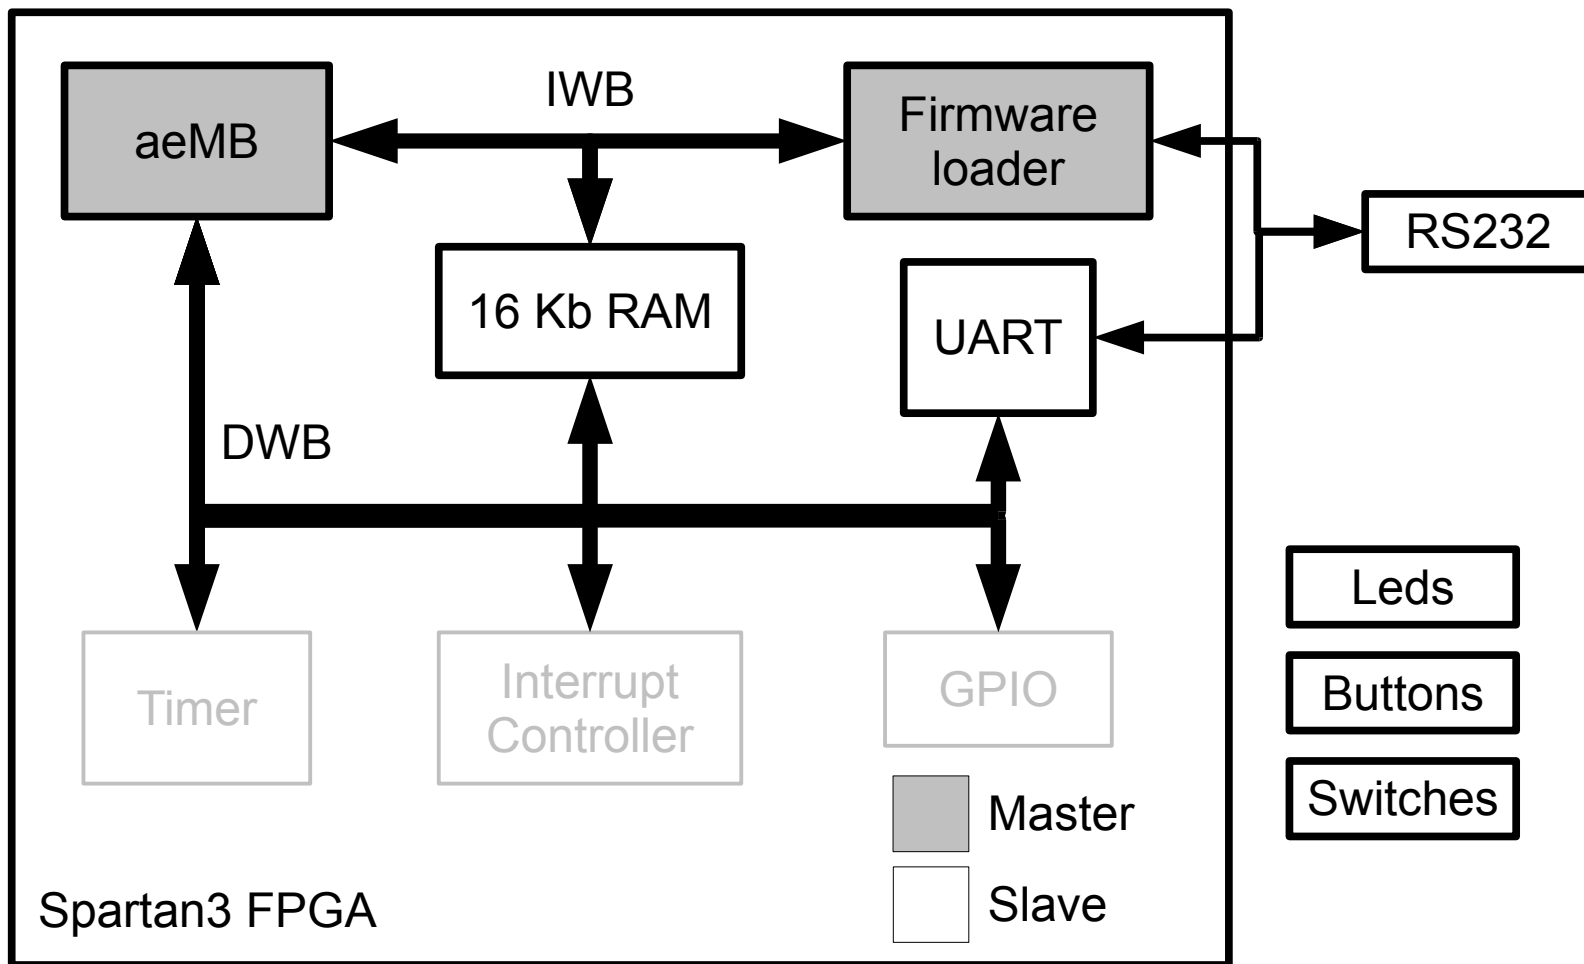 aeMB
IWB
Firmware
loader
RS232
16 Kb RAM
UART
DWB
Timer
Interrupt
Controller
GPIO
Leds
Buttons
Switches
Master
Slave
Spartan3 FPGA